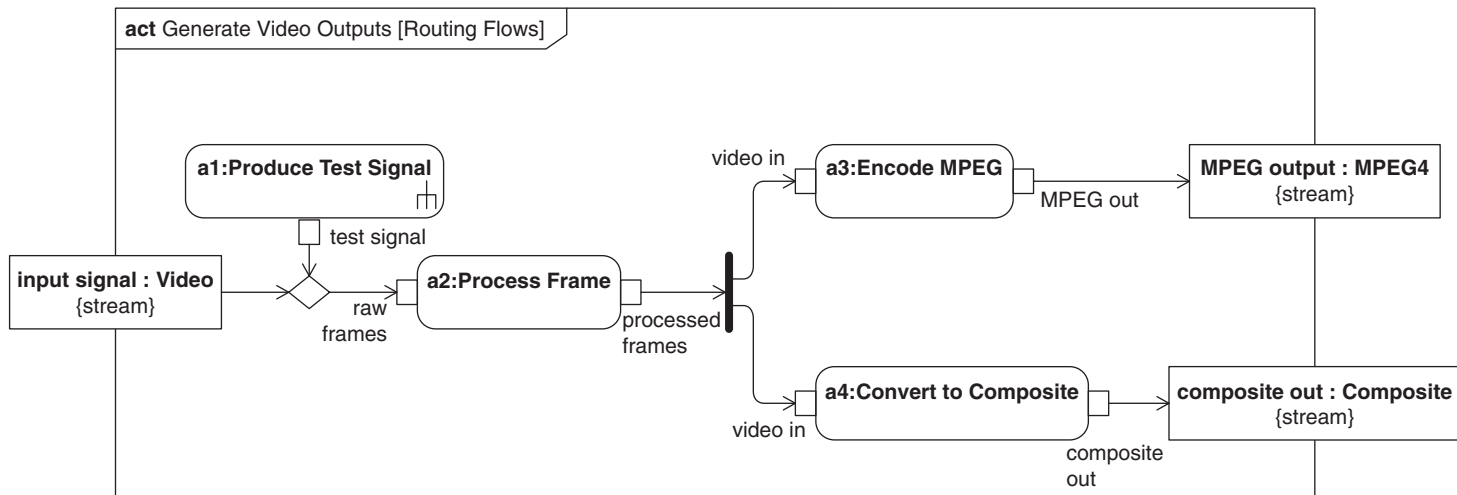 act Generate Video Outputs [Routing Flows]
a1:Produce Test Signal
test signal
input signal : Video
{stream}
raw
frames
a2:Process Frame
processed
frames
video in
a3:Encode MPEG
MPEG out
MPEG output : MPEG4
{stream}
video in
a4:Convert to Composite
composite
out
composite out : Composite
{stream}